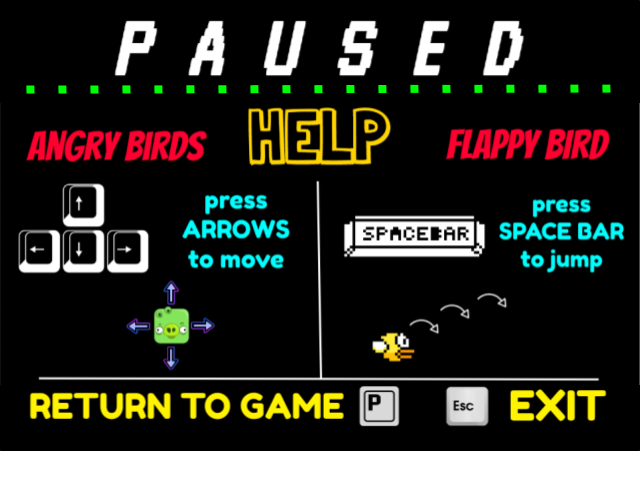 PAUSED
HELP
ANGRY BIRDS
FLAPPY BIRD
press
ARROWS
to move
SPACEBAR
press
SPACE BAR
to jump
RETURN TO GAME
P
Esc
EXIT